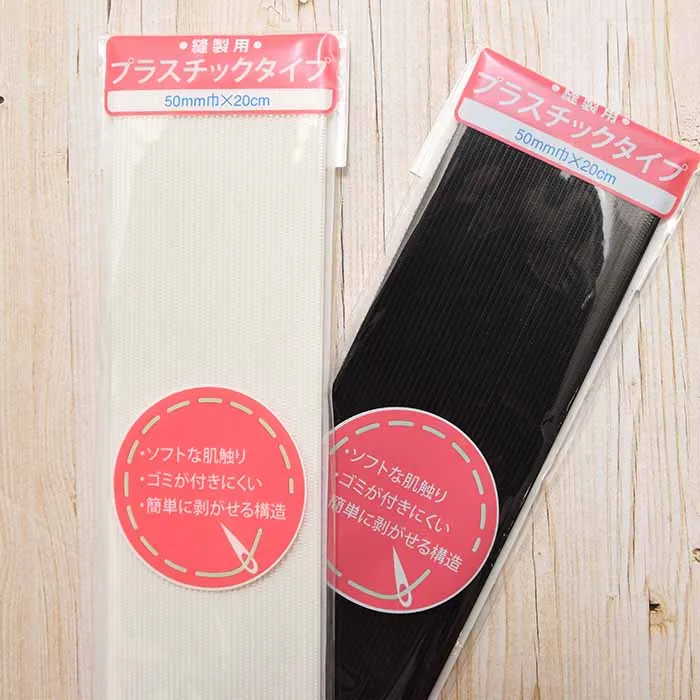 ・縫製用・
プラスチックタイプ
50mm巾×20cm
・ソフトな肌触り
・ゴミが付きにくい
・簡単に剥がせる構造
・縫製用・
プラスチックタイプ
50mm巾×20cm
・ソフトな肌触り
・ゴミが付きにくい
・簡単に剥がせる構造